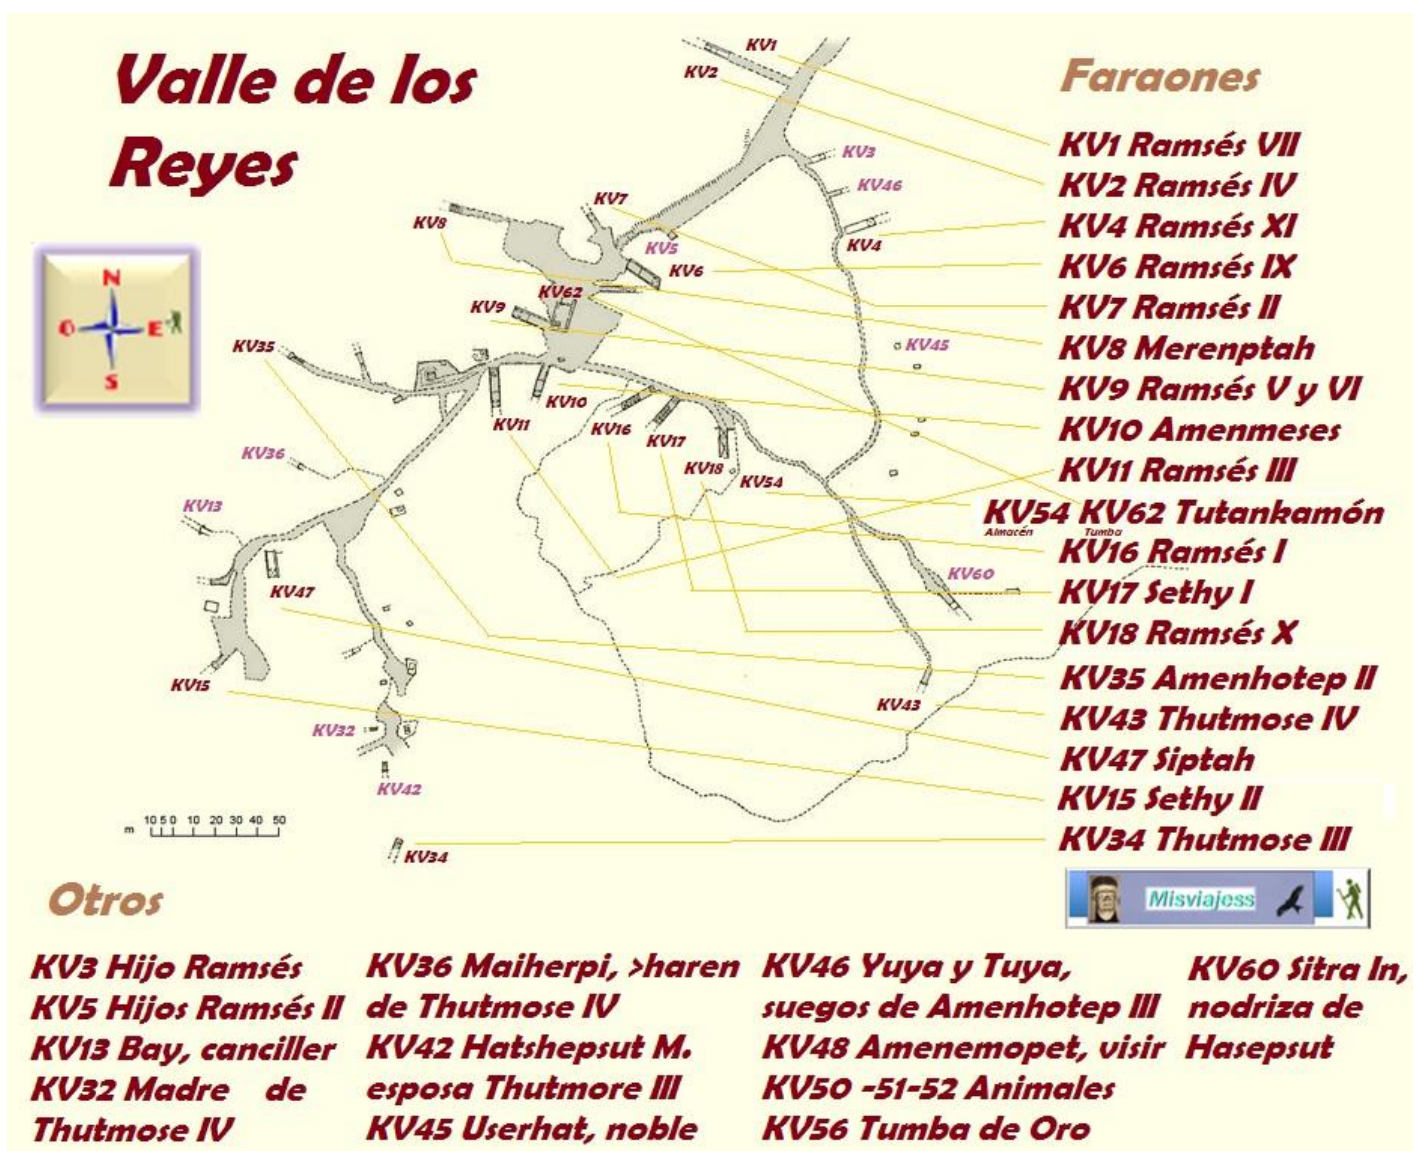 Valle de los
Reyes
N
O
E
S
KV1
KV2
KV3
KV46
KV7
KV8
KV5
KV4
KV6
KV62
KV9
KV35
KV45
KV10
KV11
KV16
KV17
KV36
KV18
KV54
KV13
KV60
KV47
KV15
KV43
KV32
KV42
KV34
m 10 5 0 10 20 30 40 50
Faraones
KV1 Ramsés VII
KV2 Ramsés IV
KV4 Ramsés XI
KV6 Ramsés IX
KV7 Ramsés II
KV8 Merenptah
KV9 Ramsés V y VI
KV10 Amenmeses
KV11 Ramsés III
KV54 KV62 Tutankamón
Almacén Tumba
KV16 Ramsés I
KV17 Sethy I
KV18 Ramsés X
KV35 Amenhotep II
KV43 Thutmose IV
KV47 Siptah
KV15 Sethy II
KV34 Thutmose III
Misviajess
Otros
KV3 Hijo Ramsés
KV5 Hijos Ramsés II
KV13 Bay, canciller
KV32 Madre de
Thutmose IV
KV36 Maiherpi, >haren
de Thutmose IV
KV42 Hatshepsut M.
esposa Thutmore III
KV45 Userhat, noble
KV46 Yuya y Tuya,
suegos de Amenhotep III
KV48 Amenemopet, visir
KV50 -51-52 Animales
KV56 Tumba de Oro
KV60 Sitra In,
nodriza de
Hasepsut